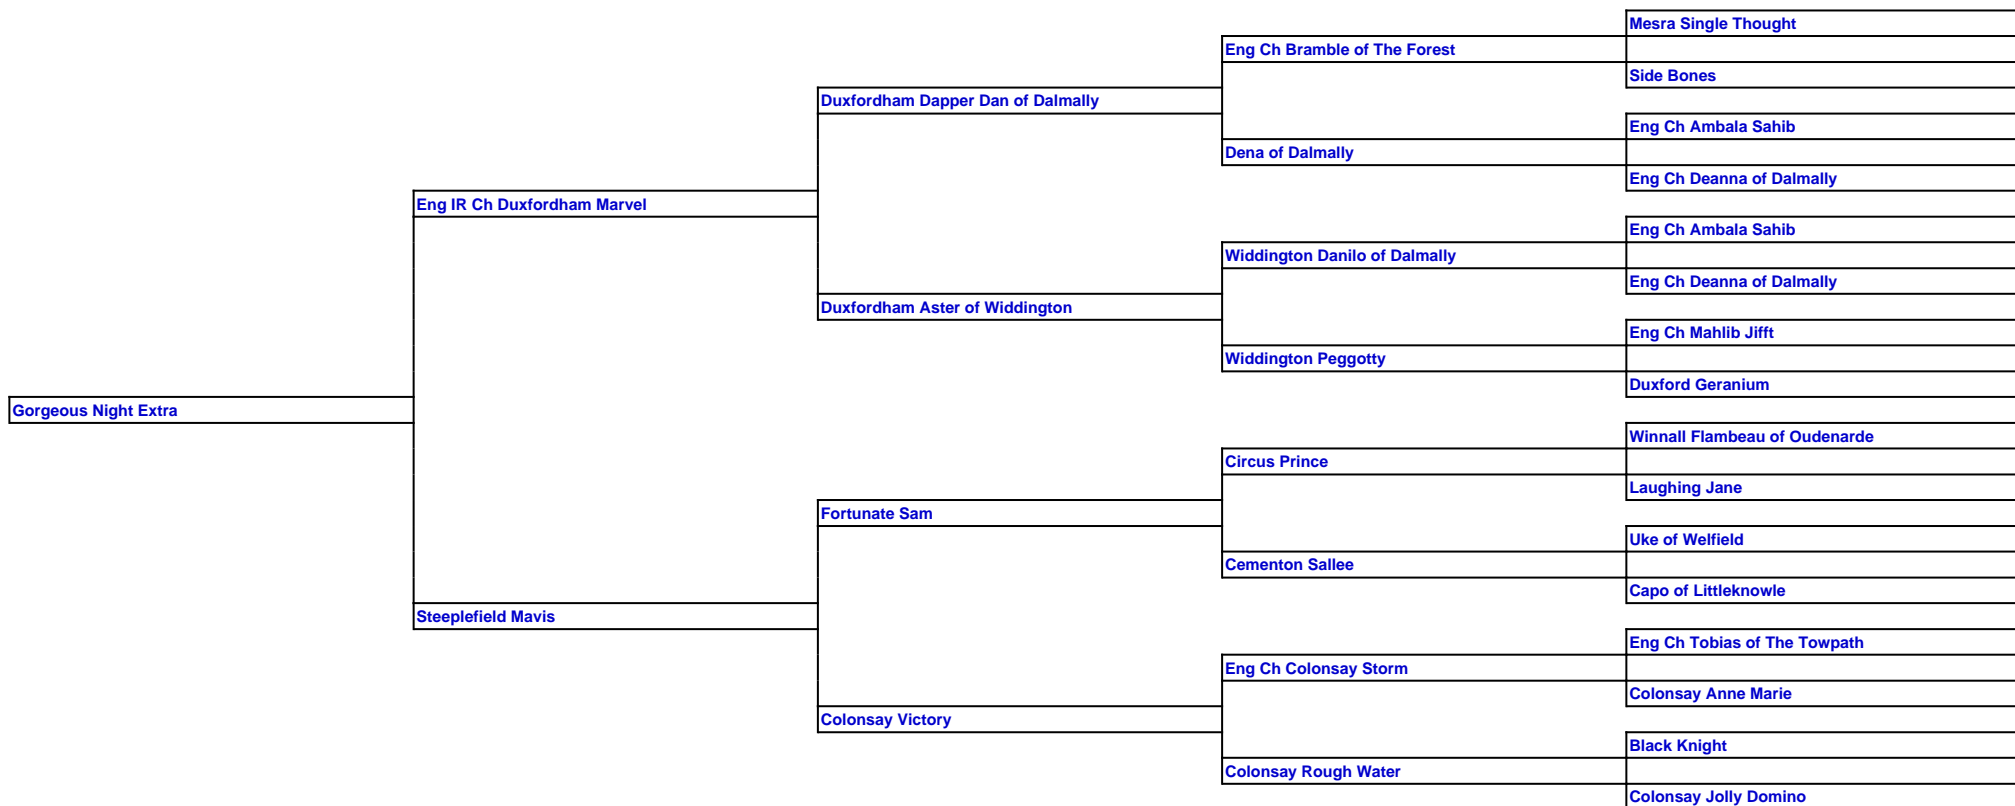 Mesra Single Thought
Eng Ch Bramble of The Forest
Side Bones
Duxfordham Dapper Dan of Dalmally
Eng Ch Ambala Sahib
Dena of Dalmally
Eng Ch Deanna of Dalmally
Eng IR Ch Duxfordham Marvel
Eng Ch Ambala Sahib
Widdington Danilo of Dalmally
Eng Ch Deanna of Dalmally
Duxfordham Aster of Widdington
Eng Ch Mahlib Jifft
Widdington Peggotty
Duxford Geranium
Gorgeous Night Extra
Winnall Flambeau of Oudenarde
Circus Prince
Laughing Jane
Fortunate Sam
Uke of Welfield
Cementon Sallee
Capo of Littleknowle
Steeplefield Mavis
Eng Ch Tobias of The Towpath
Eng Ch Colonsay Storm
Colonsay Anne Marie
Colonsay Victory
Black Knight
Colonsay Rough Water
Colonsay Jolly Domino